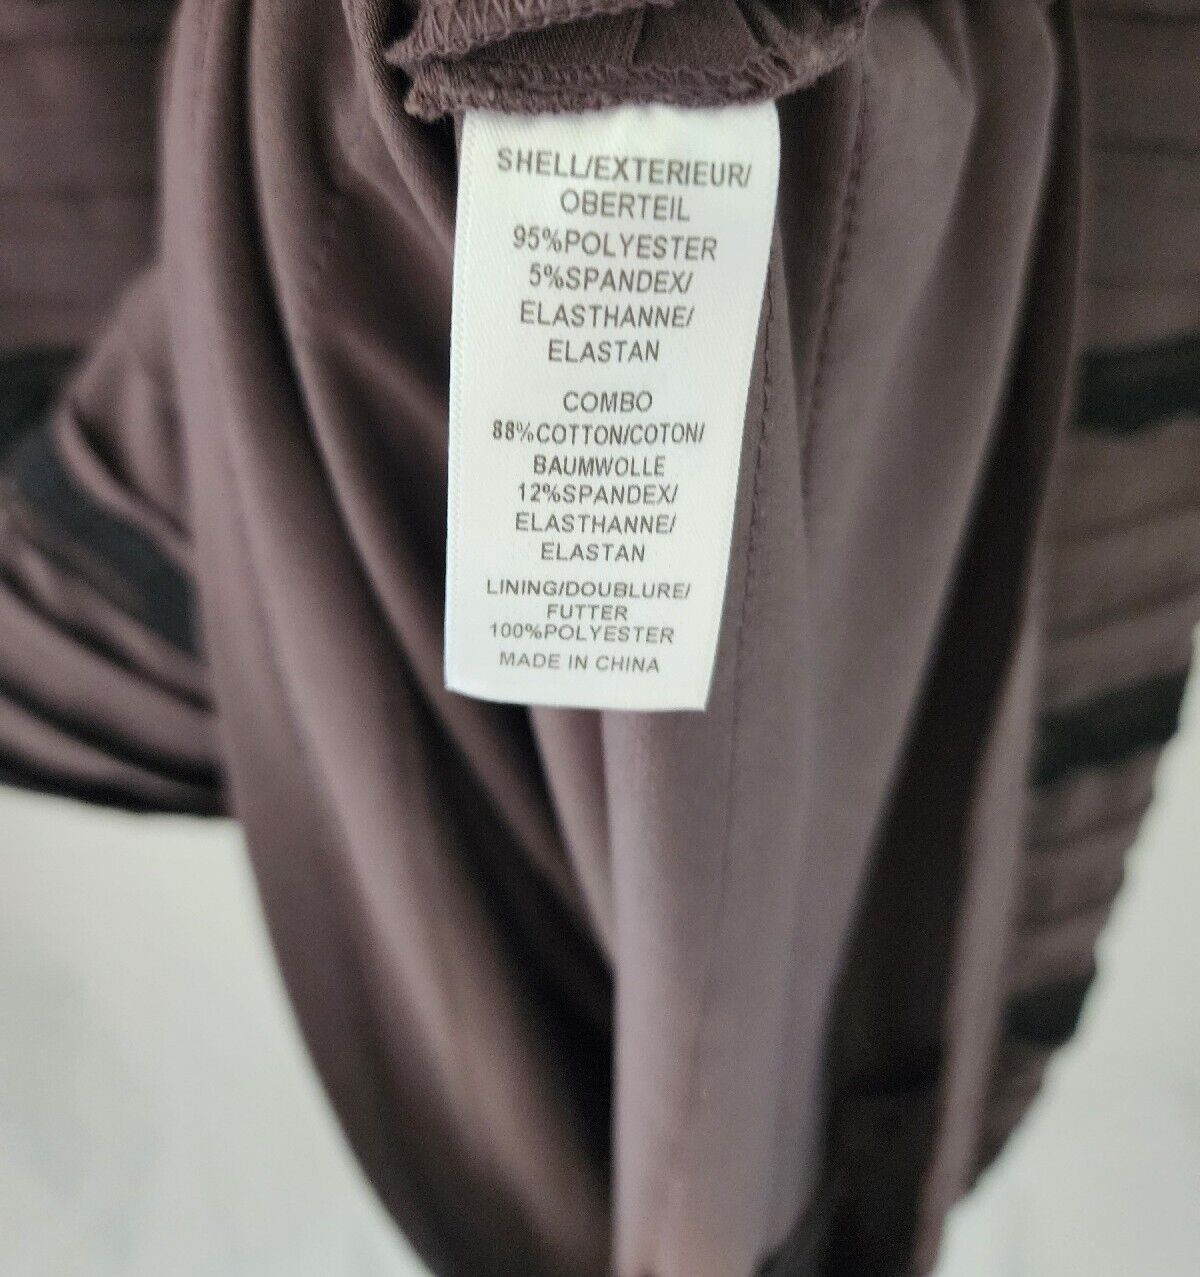 SHELL/EXTERIEUR/
OBERTEIL
95%POLYESTER
5%SPANDEX/
ELASTHANNE/
ELASTAN
COMBO
88%COTTON/COTON/
BAUMWOLLE
12%SPANDEX/
ELASTHANNE/
ELASTAN
LINING/DOUBLURE/
FUTTER
100%POLYESTER
MADE IN CHINA